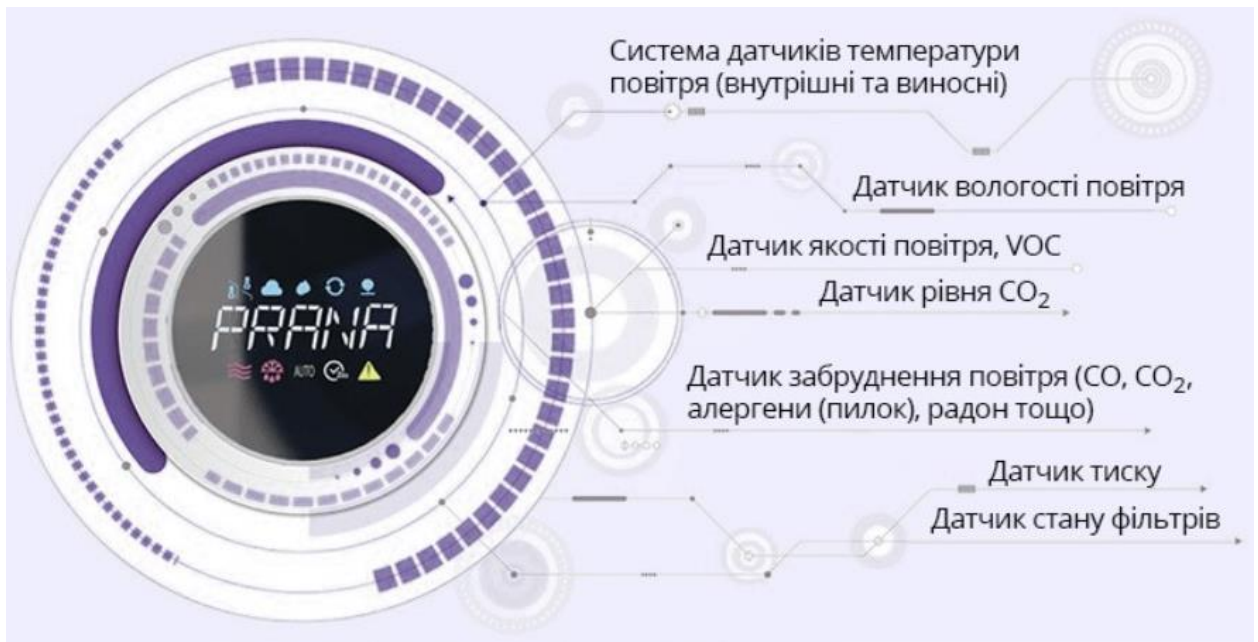 Система датчиків температури
повітря (внутрішні та виносні)
Датчик вологості повітря
Датчик якості повітря, VOC
Датчик рівня CO₂
PRANA
AUTO
Датчик забруднення повітря (CO, CO₂,
алергени (пилок), радон тощо)
Датчик тиску
Датчик стану фільтрів